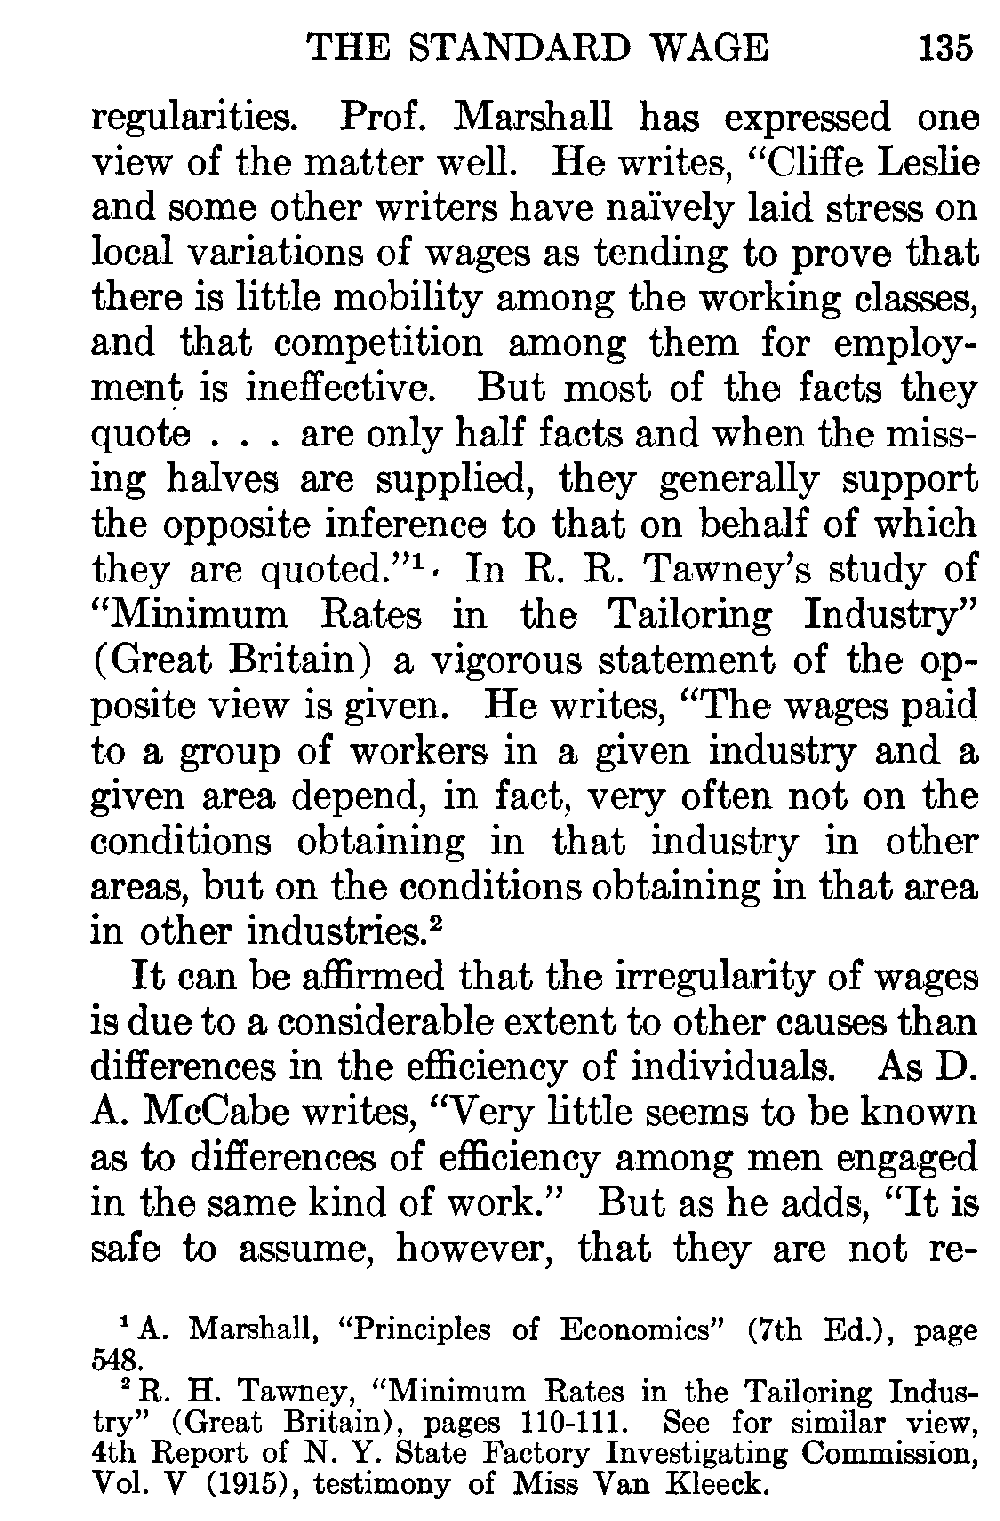 THE STANDARD WAGE 135
regularities. Prof. Marshall has expressed one
view of the matter well. He writes, “Cliffe Leslie
and some other writers have naïvely laid stress on
local variations of wages as tending to prove that
there is little mobility among the working classes,
and that competition among them for employ-
ment is ineffective. But most of the facts they
quote . . . are only half facts and when the miss-
ing halves are supplied, they generally support
the opposite inference to that on behalf of which
they are quoted.”¹. In R. R. Tawney’s study of
“Minimum Rates in the Tailoring Industry”
(Great Britain) a vigorous statement of the op-
posite view is given. He writes, “The wages paid
to a group of workers in a given industry and a
given area depend, in fact, very often not on the
conditions obtaining in that industry in other
areas, but on the conditions obtaining in that area
in other industries.²
It can be affirmed that the irregularity of wages
is due to a considerable extent to other causes than
differences in the efficiency of individuals. As D.
A. McCabe writes, “Very little seems to be known
as to differences of efficiency among men engaged
in the same kind of work.” But as he adds, “It is
safe to assume, however, that they are not re-
¹ A. Marshall, “Principles of Economics” (7th Ed.), page
548.
² R. H. Tawney, “Minimum Rates in the Tailoring Indus-
try” (Great Britain), pages 110-111. See for similar view,
4th Report of N. Y. State Factory Investigating Commission,
Vol. V (1915), testimony of Miss Van Kleeck.